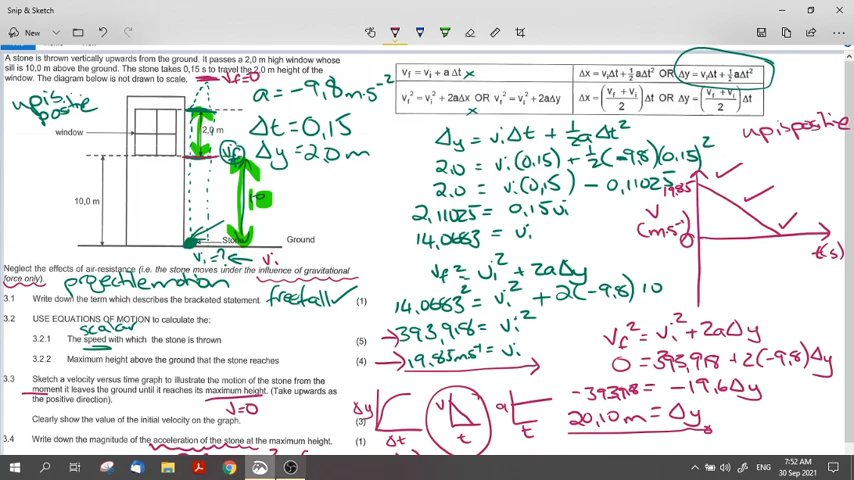 Snip & Sketch
New
A stone is thrown vertically upwards from the ground. It passes a 2,0 m high window whose
sill is 10,0 m above the ground. The stone takes 0,15 s to travel the 2,0 m height of the
window. The diagram below is not drawn to scale.
up is
positive
window
2,0 m
10,0 m
Stone
Ground
vf=0
vf
10
vi=?
vi
a = -9,8m·s-2
Δt = 0,15
Δy = 2,0 m
Neglect the effects of air-resistance (i.e. the stone moves under the influence of gravitational
force only).
projectile motion
3.1 Write down the term which describes the bracketed statement.
freefall
(1)
3.2 USE EQUATIONS OF MOTION to calculate the:
scalar
3.2.1 The speed with which the stone is thrown (5)
3.2.2 Maximum height above the ground that the stone reaches (4)
3.3 Sketch a velocity versus time graph to illustrate the motion of the stone from the
moment it leaves the ground until it reaches its maximum height. (Take upwards as
the positive direction).
v=0
Clearly show the value of the initial velocity on the graph. (3)
3.4 Write down the magnitude of the acceleration of the stone at the maximum height. (1)
vf = vi + a Δt x
Δx = viΔt + ½aΔt² OR Δy = viΔt + ½aΔt²
vf² = vi² + 2aΔx OR vf² = vi² + 2aΔy x
Δx = (vf + vi / 2) Δt OR Δy = (vf + vi / 2) Δt
Δy = viΔt + ½aΔt²
2,0 = vi(0,15) + ½(-9,8)(0,15)²
2,0 = vi(0,15) - 0,11025
2,11025 = 0,15vi
14,0683 = vi
vf² = vi² + 2aΔy
14,0683² = vi² + 2(-9,8)10
393,918 = vi²
19,85ms-1 = vi
Δy
Δt
v
t
a
t
up is positive
19,85
v
(m.s-1)
0
t(s)
vf² = vi² + 2aΔy
0 = 393,918 + 2(-9,8)Δy
-393,918 = -19,6Δy
20,10m = Δy
ENG
7:52 AM
30 Sep 2021